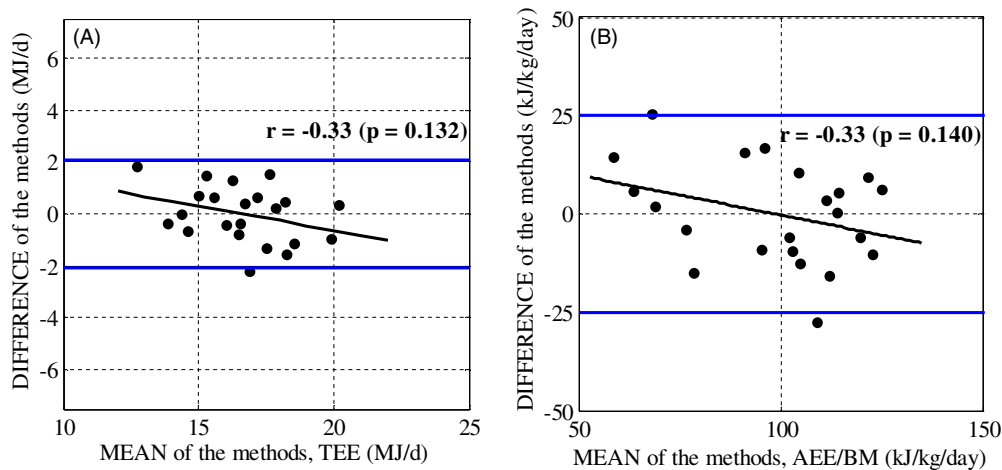 (A)
DIFFERENCE of the methods (MJ/d)
6
4
2
0
-2
-4
-6
r = -0.33 (p = 0.132)
10
15
20
25
MEAN of the methods, TEE (MJ/d)
(B)
DIFFERENCE of the methods (kJ/kg/day)
50
25
0
-25
-50
r = -0.33 (p = 0.140)
50
100
150
MEAN of the methods, AEE/BM (kJ/kg/day)